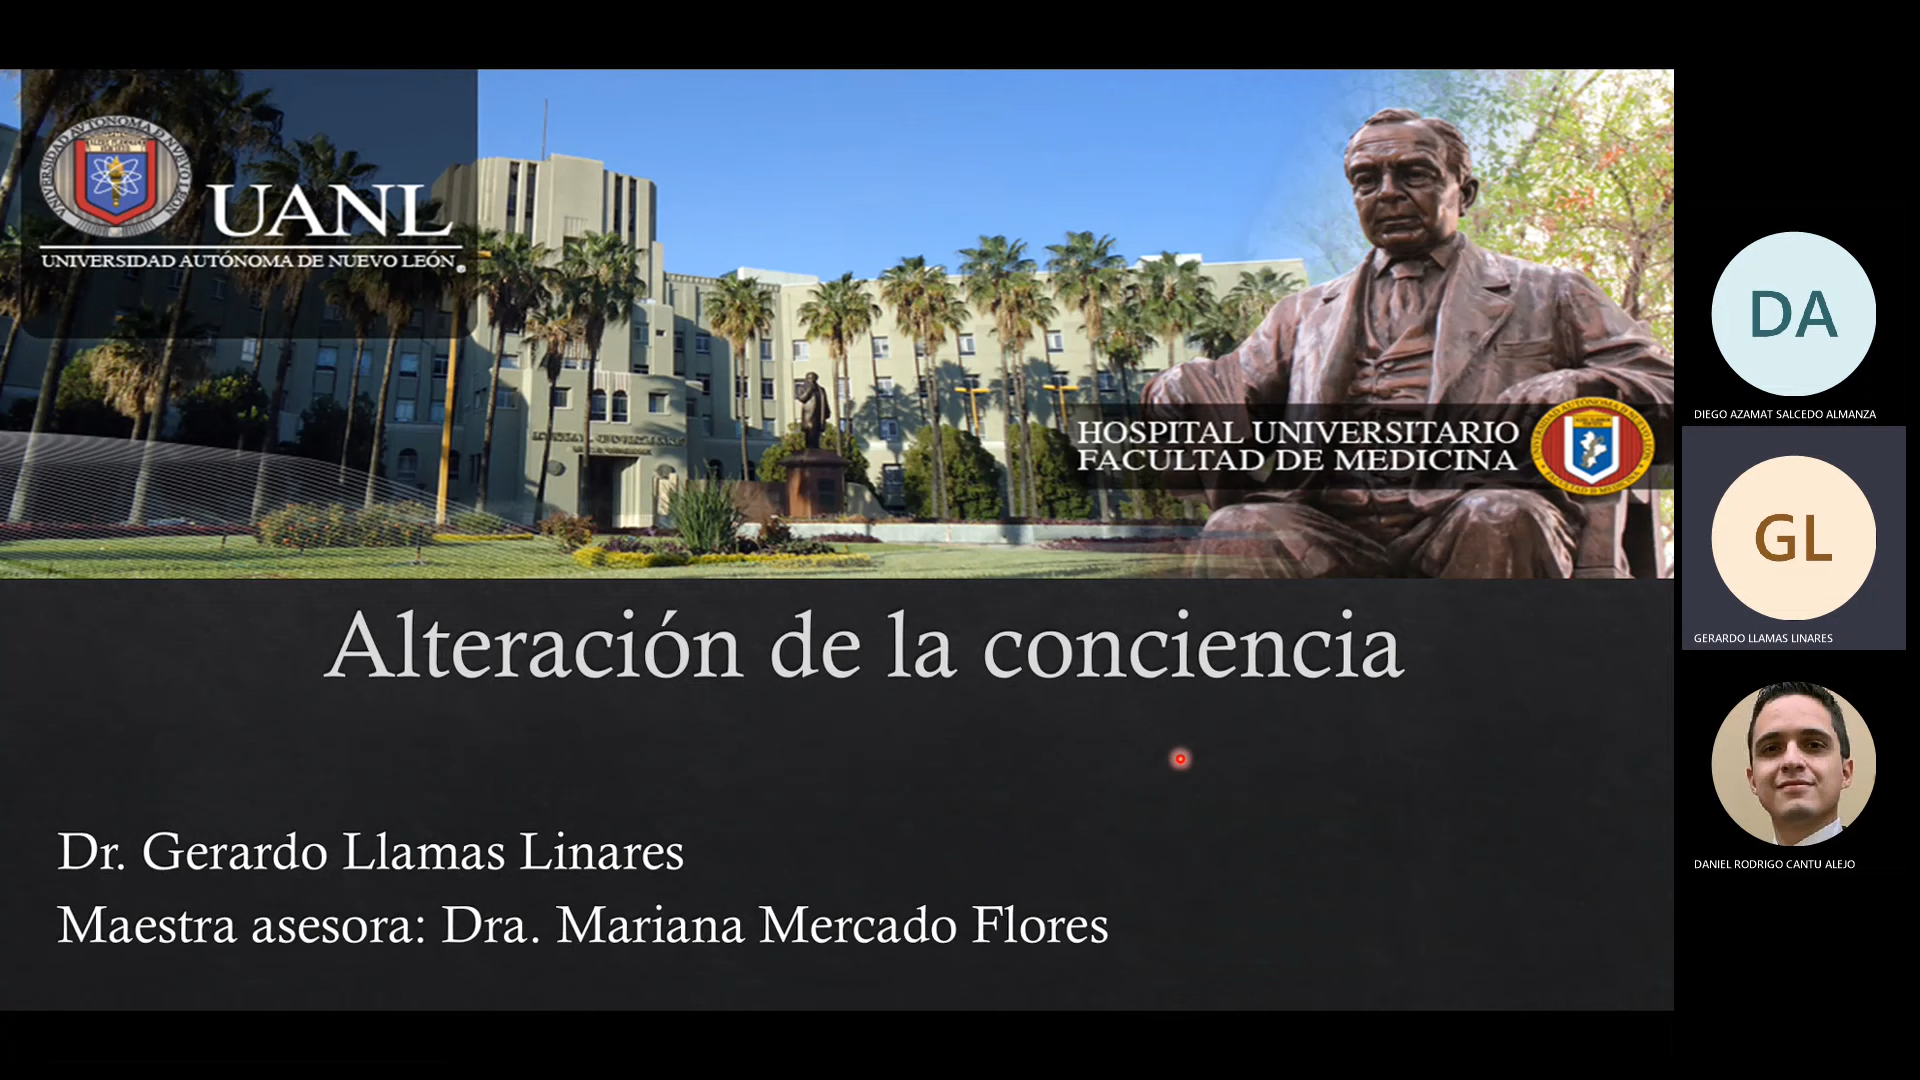 UANL
UNIVERSIDAD AUTÓNOMA DE NUEVO LEÓN
HOSPITAL UNIVERSITARIO
FACULTAD DE MEDICINA
Alteración de la conciencia
Dr. Gerardo Llamas Linares
Maestra asesora: Dra. Mariana Mercado Flores
DA
DIEGO AZAMAT SALCEDO ALMANZA
GL
GERARDO LLAMAS LINARES
DANIEL RODRIGO CANTU ALEJO